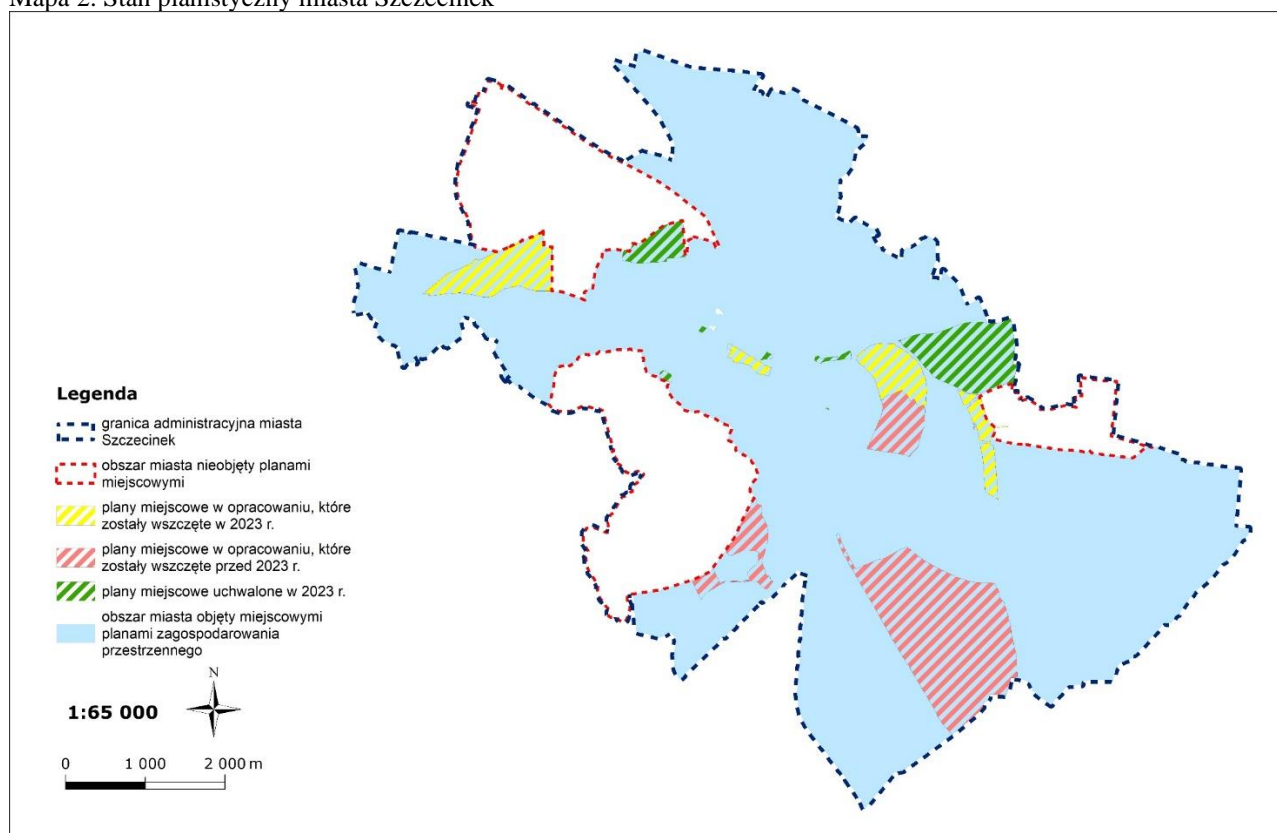 Mapa 2. Stan planistyczny miasta Szczecinek
Legenda
granica administracyjna miasta
Szczecinek
obszar miasta nieobjęty planami
miejscowymi
plany miejscowe w opracowaniu, które
zostały wszczęte w 2023 r.
plany miejscowe w opracowaniu, które
zostały wszczęte przed 2023 r.
plany miejscowe uchwalone w 2023 r.
obszar miasta objęty miejscowymi
planami zagospodarowania
przestrzennego
N
1:65 000
0 1 000 2 000 m